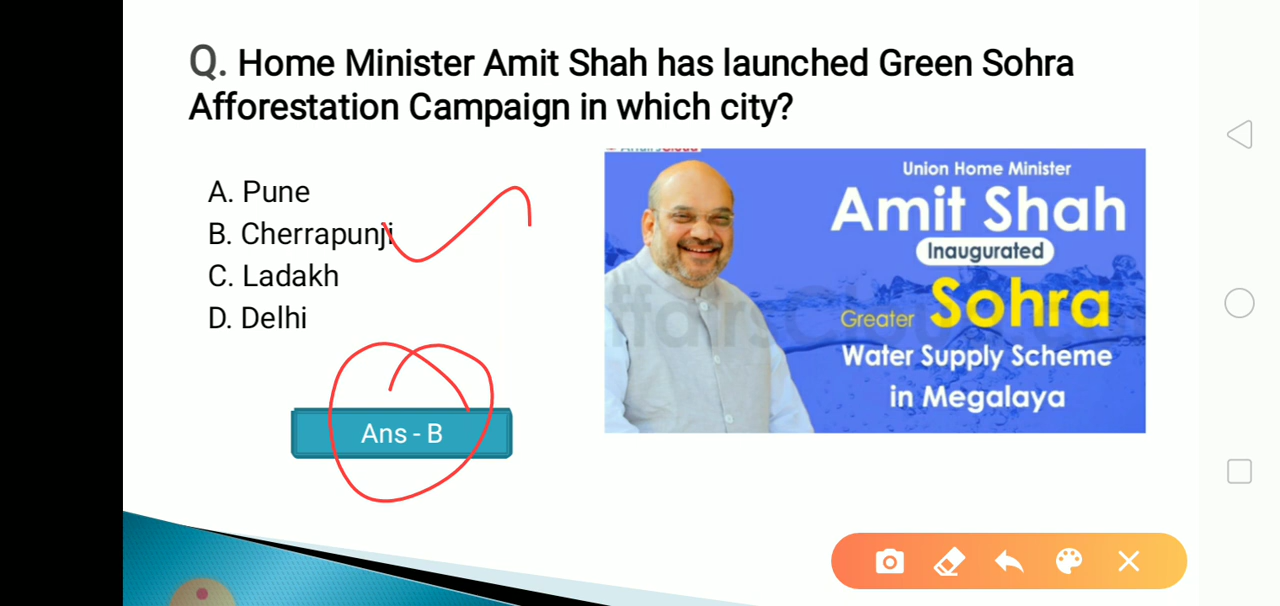 Q. Home Minister Amit Shah has launched Green Sohra
Afforestation Campaign in which city?
A. Pune
B. Cherrapunji
C. Ladakh
D. Delhi
Ans - B
Union Home Minister
Amit Shah
Inaugurated
Greater Sohra
Water Supply Scheme
in Megalaya